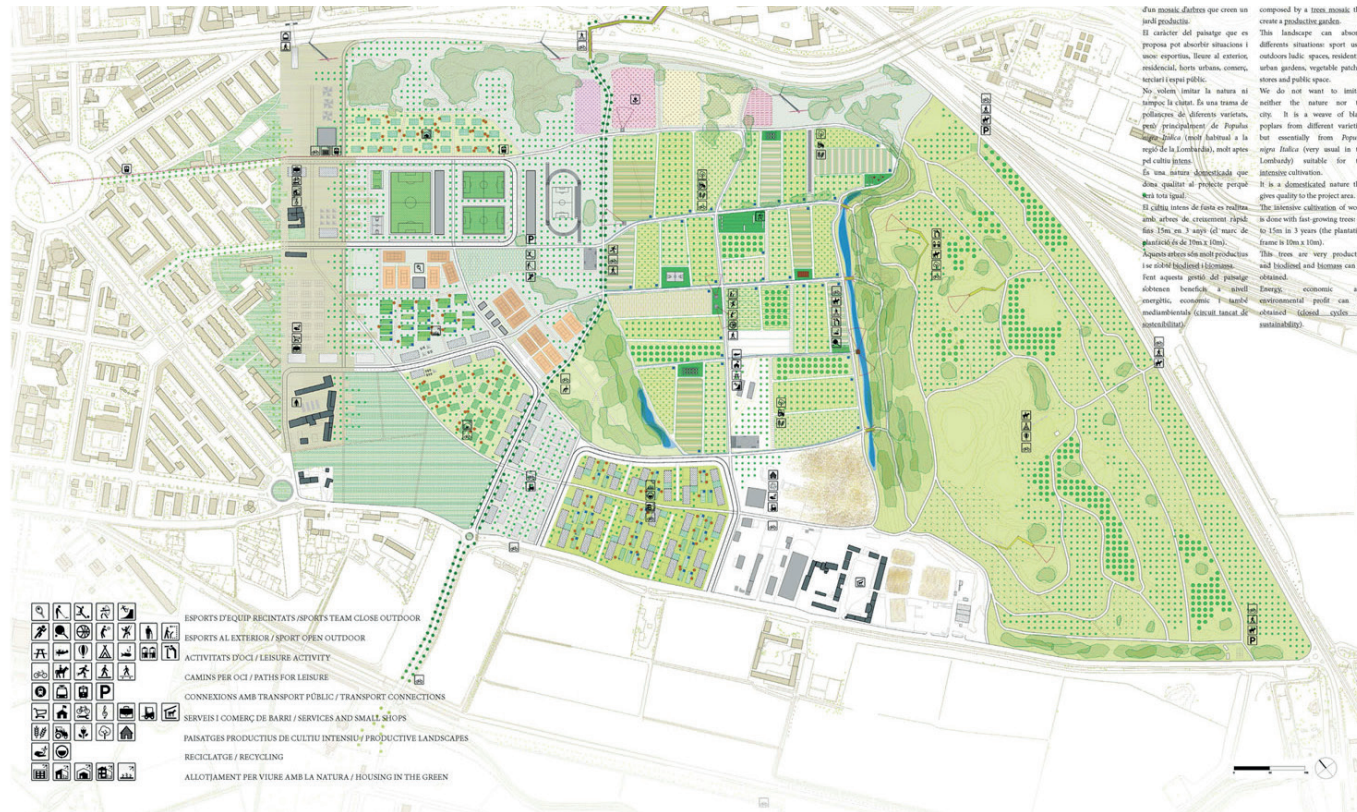 d'un mosaic d'arbres que creen un
jardí productiu.
El caràcter del paisatge que es
proposa pot absorbir situacions i
usos: esportius, lleure al exterior,
residencial, horts urbans, comerç,
terciari i espai públic.
No volem imitar la natura ni
tampoc la ciutat. És una trama de
pollancres de diferents varietats,
però principalment de Populus
nigra Italica (molt habitual a la
regió de la Lombardia), molt aptes
pel cultiu intens.
És una natura domesticada que
dona qualitat al projecte perquè
serà tota igual.
El cultiu intens de fusta es realitza
amb arbres de creixement ràpid:
fins 15m en 3 anys (el marc de
plantació és de 10m x 10m).
Aquests arbres són molt productius
i se n'obté biodiesel i biomassa.
Fent aquesta gestió del paisatge
s'obtenen beneficis a nivell
energètic, econòmic i també
mediambientals (circuit tancat de
sostenibilitat).
composed by a trees mosaic th
create a productive garden.
This landscape can absor
different situations: sport us
outdoors ludic spaces, resident
urban gardens, vegetable patch
stores and public space.
We do not want to imit
neither the nature nor t
city. It is a weave of bla
poplars from different varieti
but essentially from Popu
nigra Italica (very usual in t
Lombardy) suitable for t
intensive cultivation.
It is a domesticated nature th
gives quality to the project area.
The intensive cultivation of wo
is done with fast-growing trees:
to 15m in 3 years (the plantati
frame is 10m x 10m).
This trees are very product
and biodiesel and biomass can
obtained.
Energy, economic a
environmental profit can
obtained (closed cycles
sustainability).
P
P
P
P
ESPORTS D'EQUIP RECINTATS /SPORTS TEAM CLOSE OUTDOOR
ESPORTS AL EXTERIOR / SPORT OPEN OUTDOOR
ACTIVITATS D'OCI / LEISURE ACTIVITY
CAMINS PER OCI / PATHS FOR LEISURE
P
CONNEXIONS AMB TRANSPORT PÚBLIC / TRANSPORT CONNECTIONS
SERVEIS I COMERÇ DE BARRI / SERVICES AND SMALL SHOPS
PAISATGES PRODUCTIUS DE CULTIU INTENSIU / PRODUCTIVE LANDSCAPES
RECICLATGE / RECYCLING
ALLOTJAMENT PER VIURE AMB LA NATURA / HOUSING IN THE GREEN